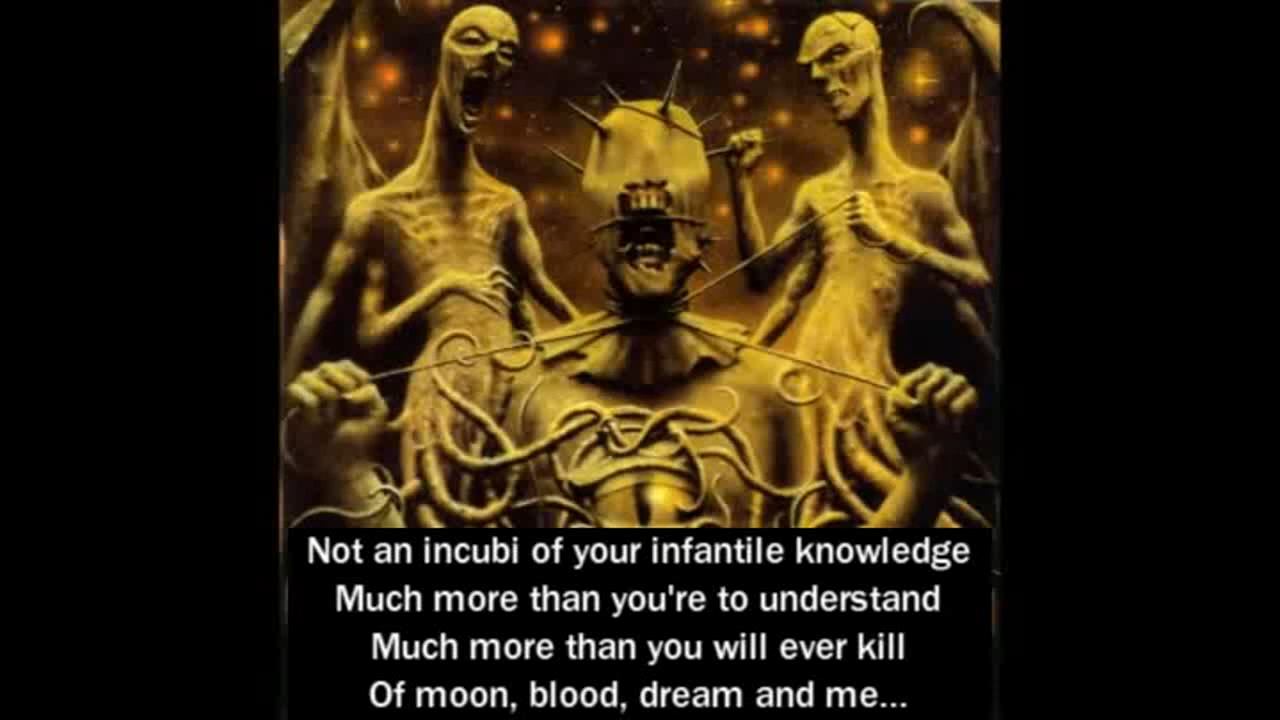 Not an incubi of your infantile knowledge
Much more than you're to understand
Much more than you will ever kill
Of moon, blood, dream and me...